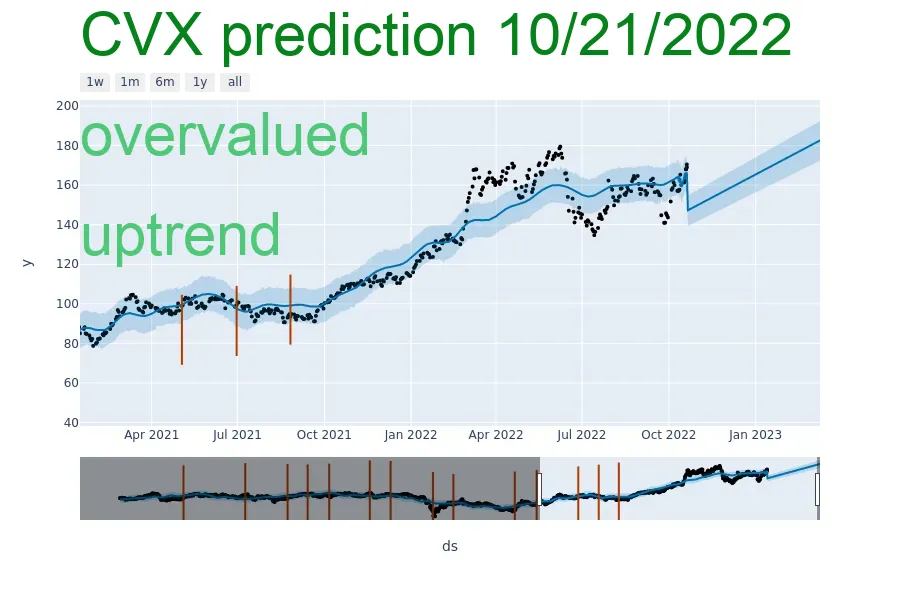 CVX prediction 10/21/2022
1w 1m 6m 1y all
200
overvalued
180
160
140
uptrend
120
y
100
80
60
40
Apr 2021 Jul 2021 Oct 2021 Jan 2022 Apr 2022 Jul 2022 Oct 2022 Jan 2023
ds